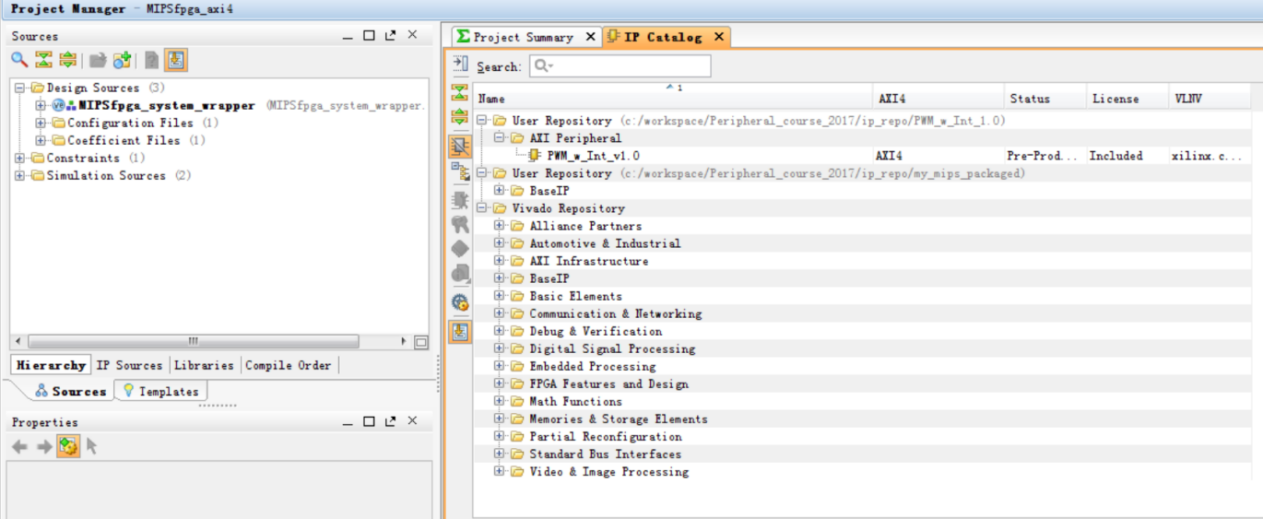 Project Manager - MIPSfpga_axi4
Sources
Design Sources (3)
MIPSfpga_system_wrapper (MIPSfpga_system_wrapper.
Configuration Files (1)
Coefficient Files (1)
Constraints (1)
Simulation Sources (2)
Hierarchy IP Sources Libraries Compile Order
Sources Templates
Properties
Project Summary IP Catalog
Search:
Name 1 AXI4 Status License VLNV
User Repository (c:/workspace/Peripheral_course_2017/ip_repo/PWM_w_Int_1.0)
AXI Peripheral
PWM_w_Int_v1.0 AXI4 Pre-Prod... Included xilinx.c...
User Repository (c:/workspace/Peripheral_course_2017/ip_repo/my_mips_packaged)
BaseIP
Vivado Repository
Alliance Partners
Automotive & Industrial
AXI Infrastructure
BaseIP
Basic Elements
Communication & Networking
Debug & Verification
Digital Signal Processing
Embedded Processing
FPGA Features and Design
Math Functions
Memories & Storage Elements
Partial Reconfiguration
Standard Bus Interfaces
Video & Image Processing